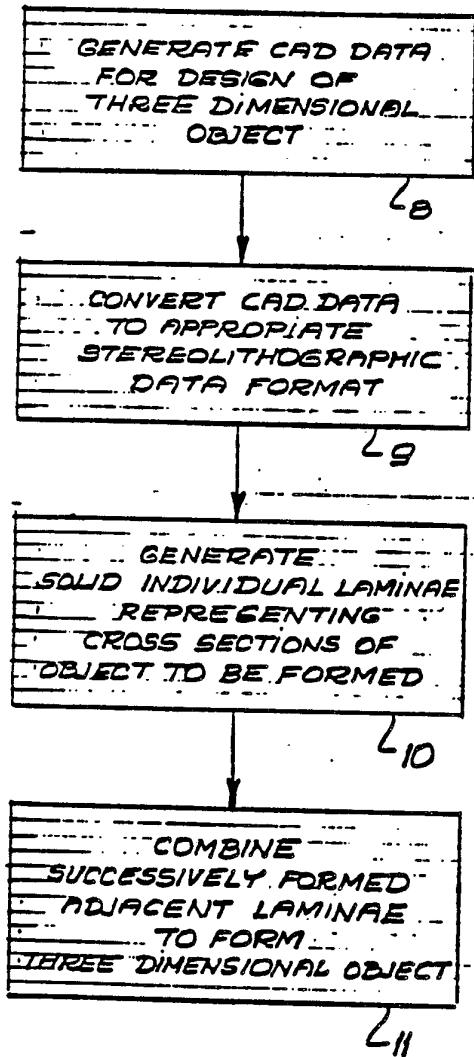 GENERATE CAD DATA
FOR DESIGN OF
THREE DIMENSIONAL
OBJECT
8
CONVERT CAD DATA
TO APPROPIATE
STEREOLITHOGRAPHIC
DATA FORMAT
9
GENERATE
SOLID INDIVIDUAL LAMINAE
REPRESENTING
CROSS SECTIONS OF
OBJECT TO BE FORMED
10
COMBINE
SUCCESSIVELY FORMED
ADJACENT LAMINAE
TO FORM
THREE DIMENSIONAL OBJECT
11